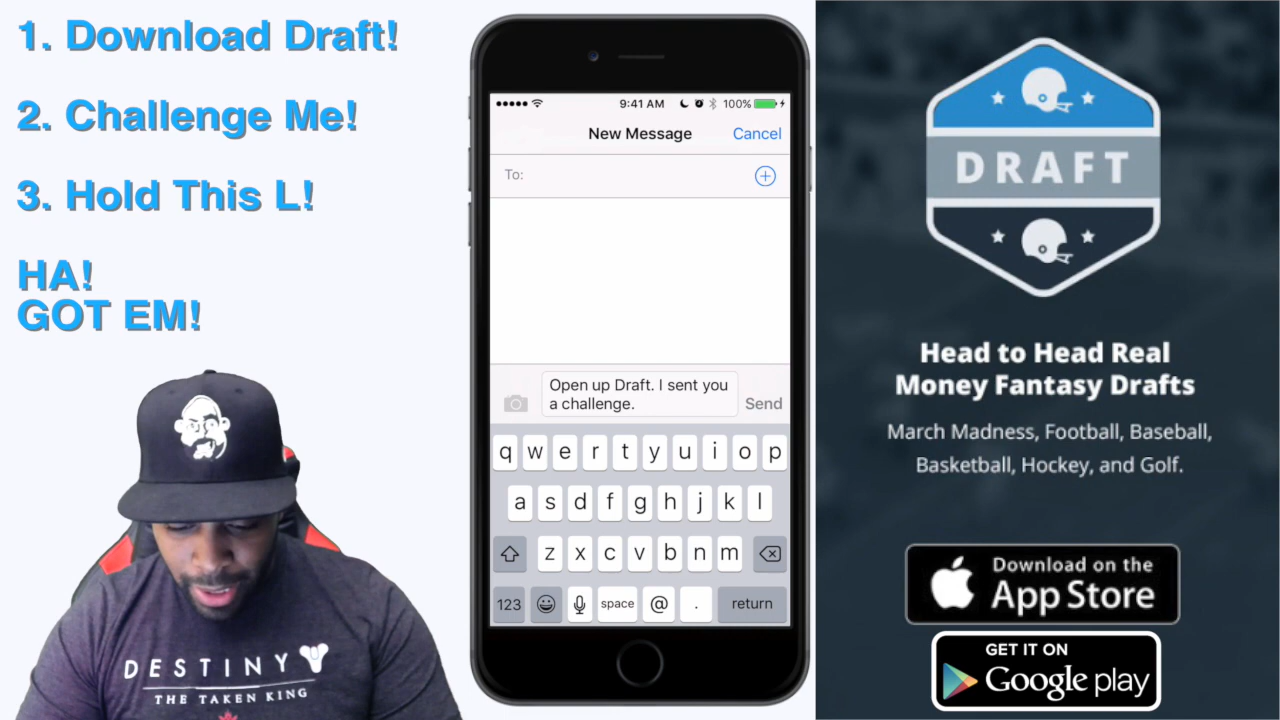 1. Download Draft!
2. Challenge Me!
3. Hold This L!
HA!
GOT EM!
DESTINY
THE TAKEN KING
9:41 AM 100%
New Message Cancel
To:
Open up Draft. I sent you
a challenge.
Send
q w e r t y u i o p
a s d f g h j k l
z x c v b n m
123 space @ . return
DRAFT
Head to Head Real
Money Fantasy Drafts
March Madness, Football, Baseball,
Basketball, Hockey, and Golf.
Download on the
App Store
GET IT ON
Google play